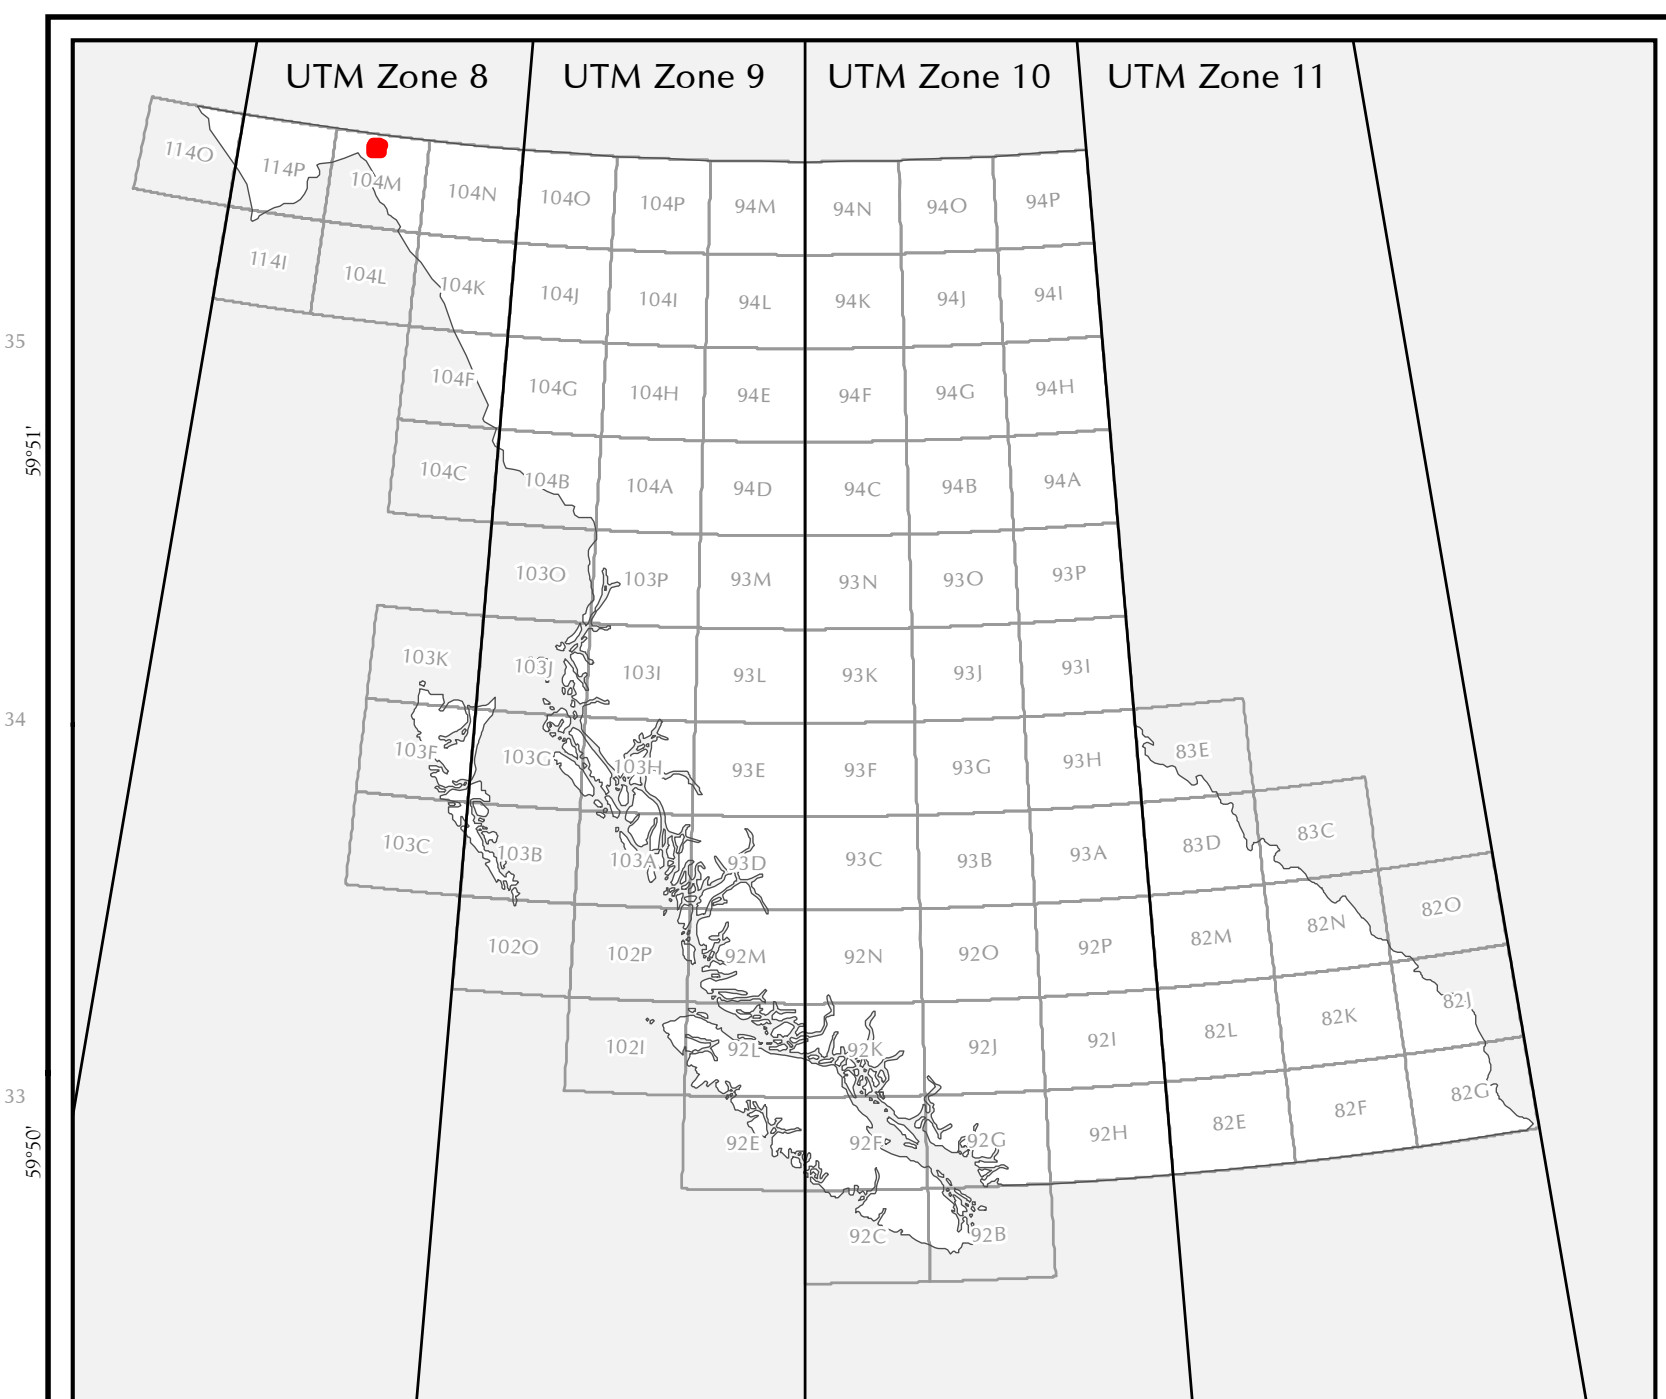 UTM Zone 8 UTM Zone 9 UTM Zone 10 UTM Zone 11
114O 114P 104M 104N 104O 104P 94M 94N 94O 94P
114I 104L 104K 104J 104I 94L 94K 94J 94I
35
104F 104G 104H 94E 94F 94G 94H
59°51'
104C 104B 104A 94D 94C 94B 94A
103O 103P 93M 93N 93O 93P
103K 103J 103I 93L 93K 93J 93I
34
103F 103G 103H 93E 93F 93G 93H 83E
103C 103B 103A 93D 93C 93B 93A 83D 83C
102O 102P 92M 92N 92O 92P 82M 82N 82O
102I 92L 92K 92J 92I 82L 82K 82J
33
59°50'
92E 92F 92G 92H 82E 82F 82G
92C 92B